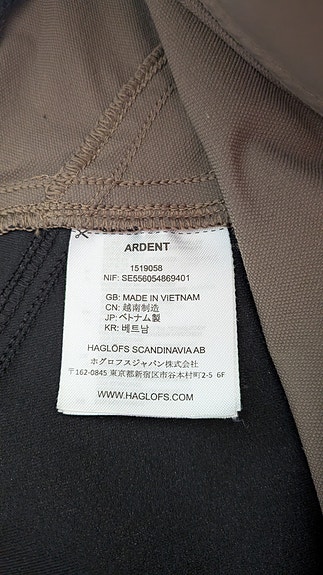 ARDENT
1519058
NIF: SE556054869401
GB: MADE IN VIETNAM
CN: 越南制造
JP: ベトナム製
KR: 베트남
HAGLÖFS SCANDINAVIA AB
ホグロフスジャパン株式会社
〒162-0845 東京都新宿区市谷本村町2-5 6F
WWW.HAGLOFS.COM